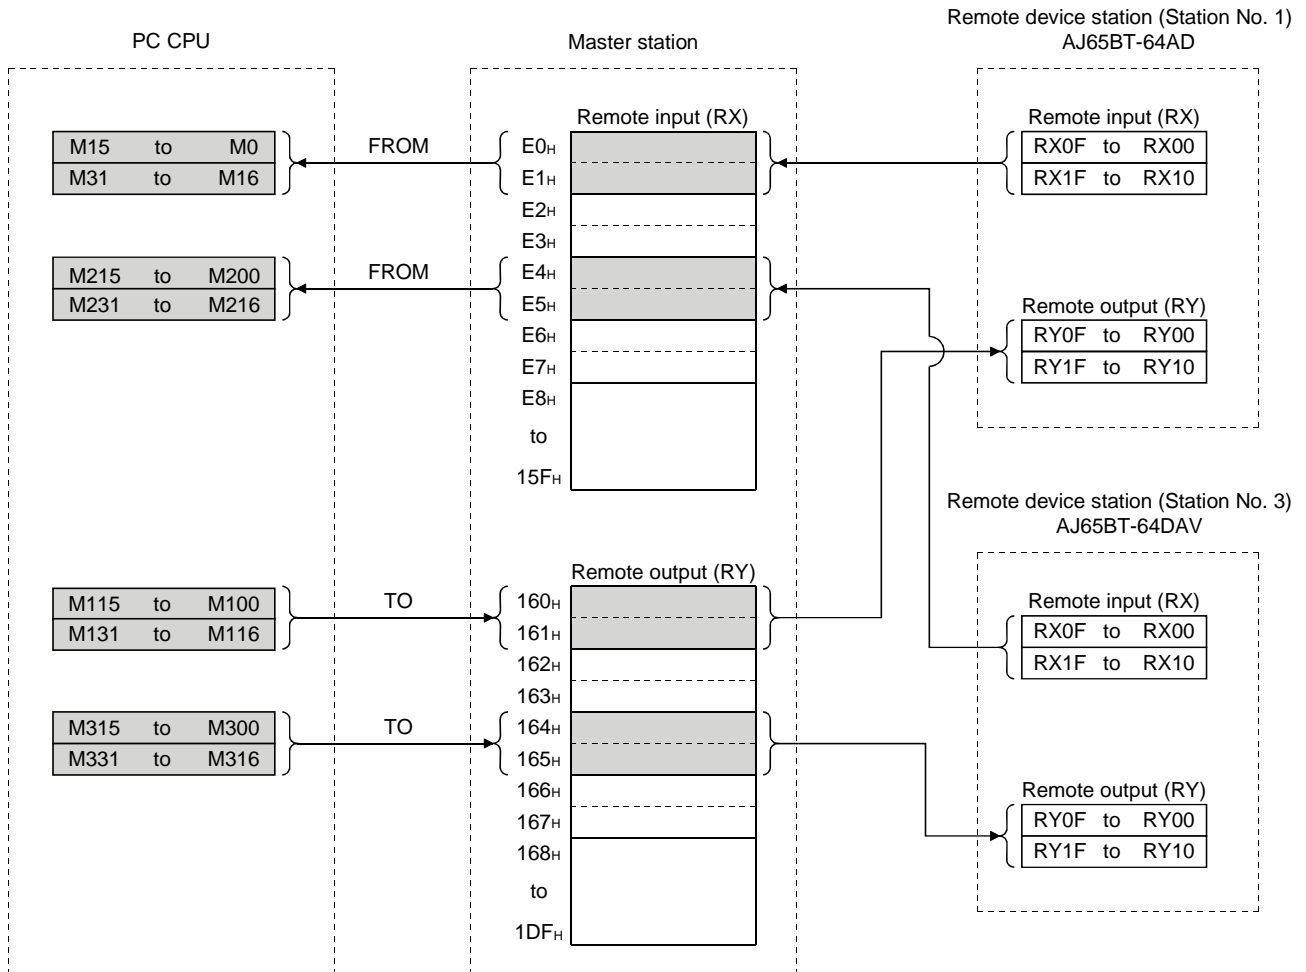 PC CPU
Master station
Remote device station (Station No. 1)
AJ65BT-64AD
Remote input (RX)
Remote input (RX)
M15 to M0
M31 to M16
FROM
E0H
E1H
RX0F to RX00
RX1F to RX10
E2H
E3H
M215 to M200
M231 to M216
FROM
E4H
E5H
Remote output (RY)
RY0F to RY00
RY1F to RY10
E6H
E7H
E8H
to
15FH
Remote device station (Station No. 3)
AJ65BT-64DAV
Remote output (RY)
M115 to M100
M131 to M116
TO
160H
161H
Remote input (RX)
RX0F to RX00
RX1F to RX10
162H
163H
M315 to M300
M331 to M316
TO
164H
165H
166H
167H
168H
to
1DFH
Remote output (RY)
RY0F to RY00
RY1F to RY10